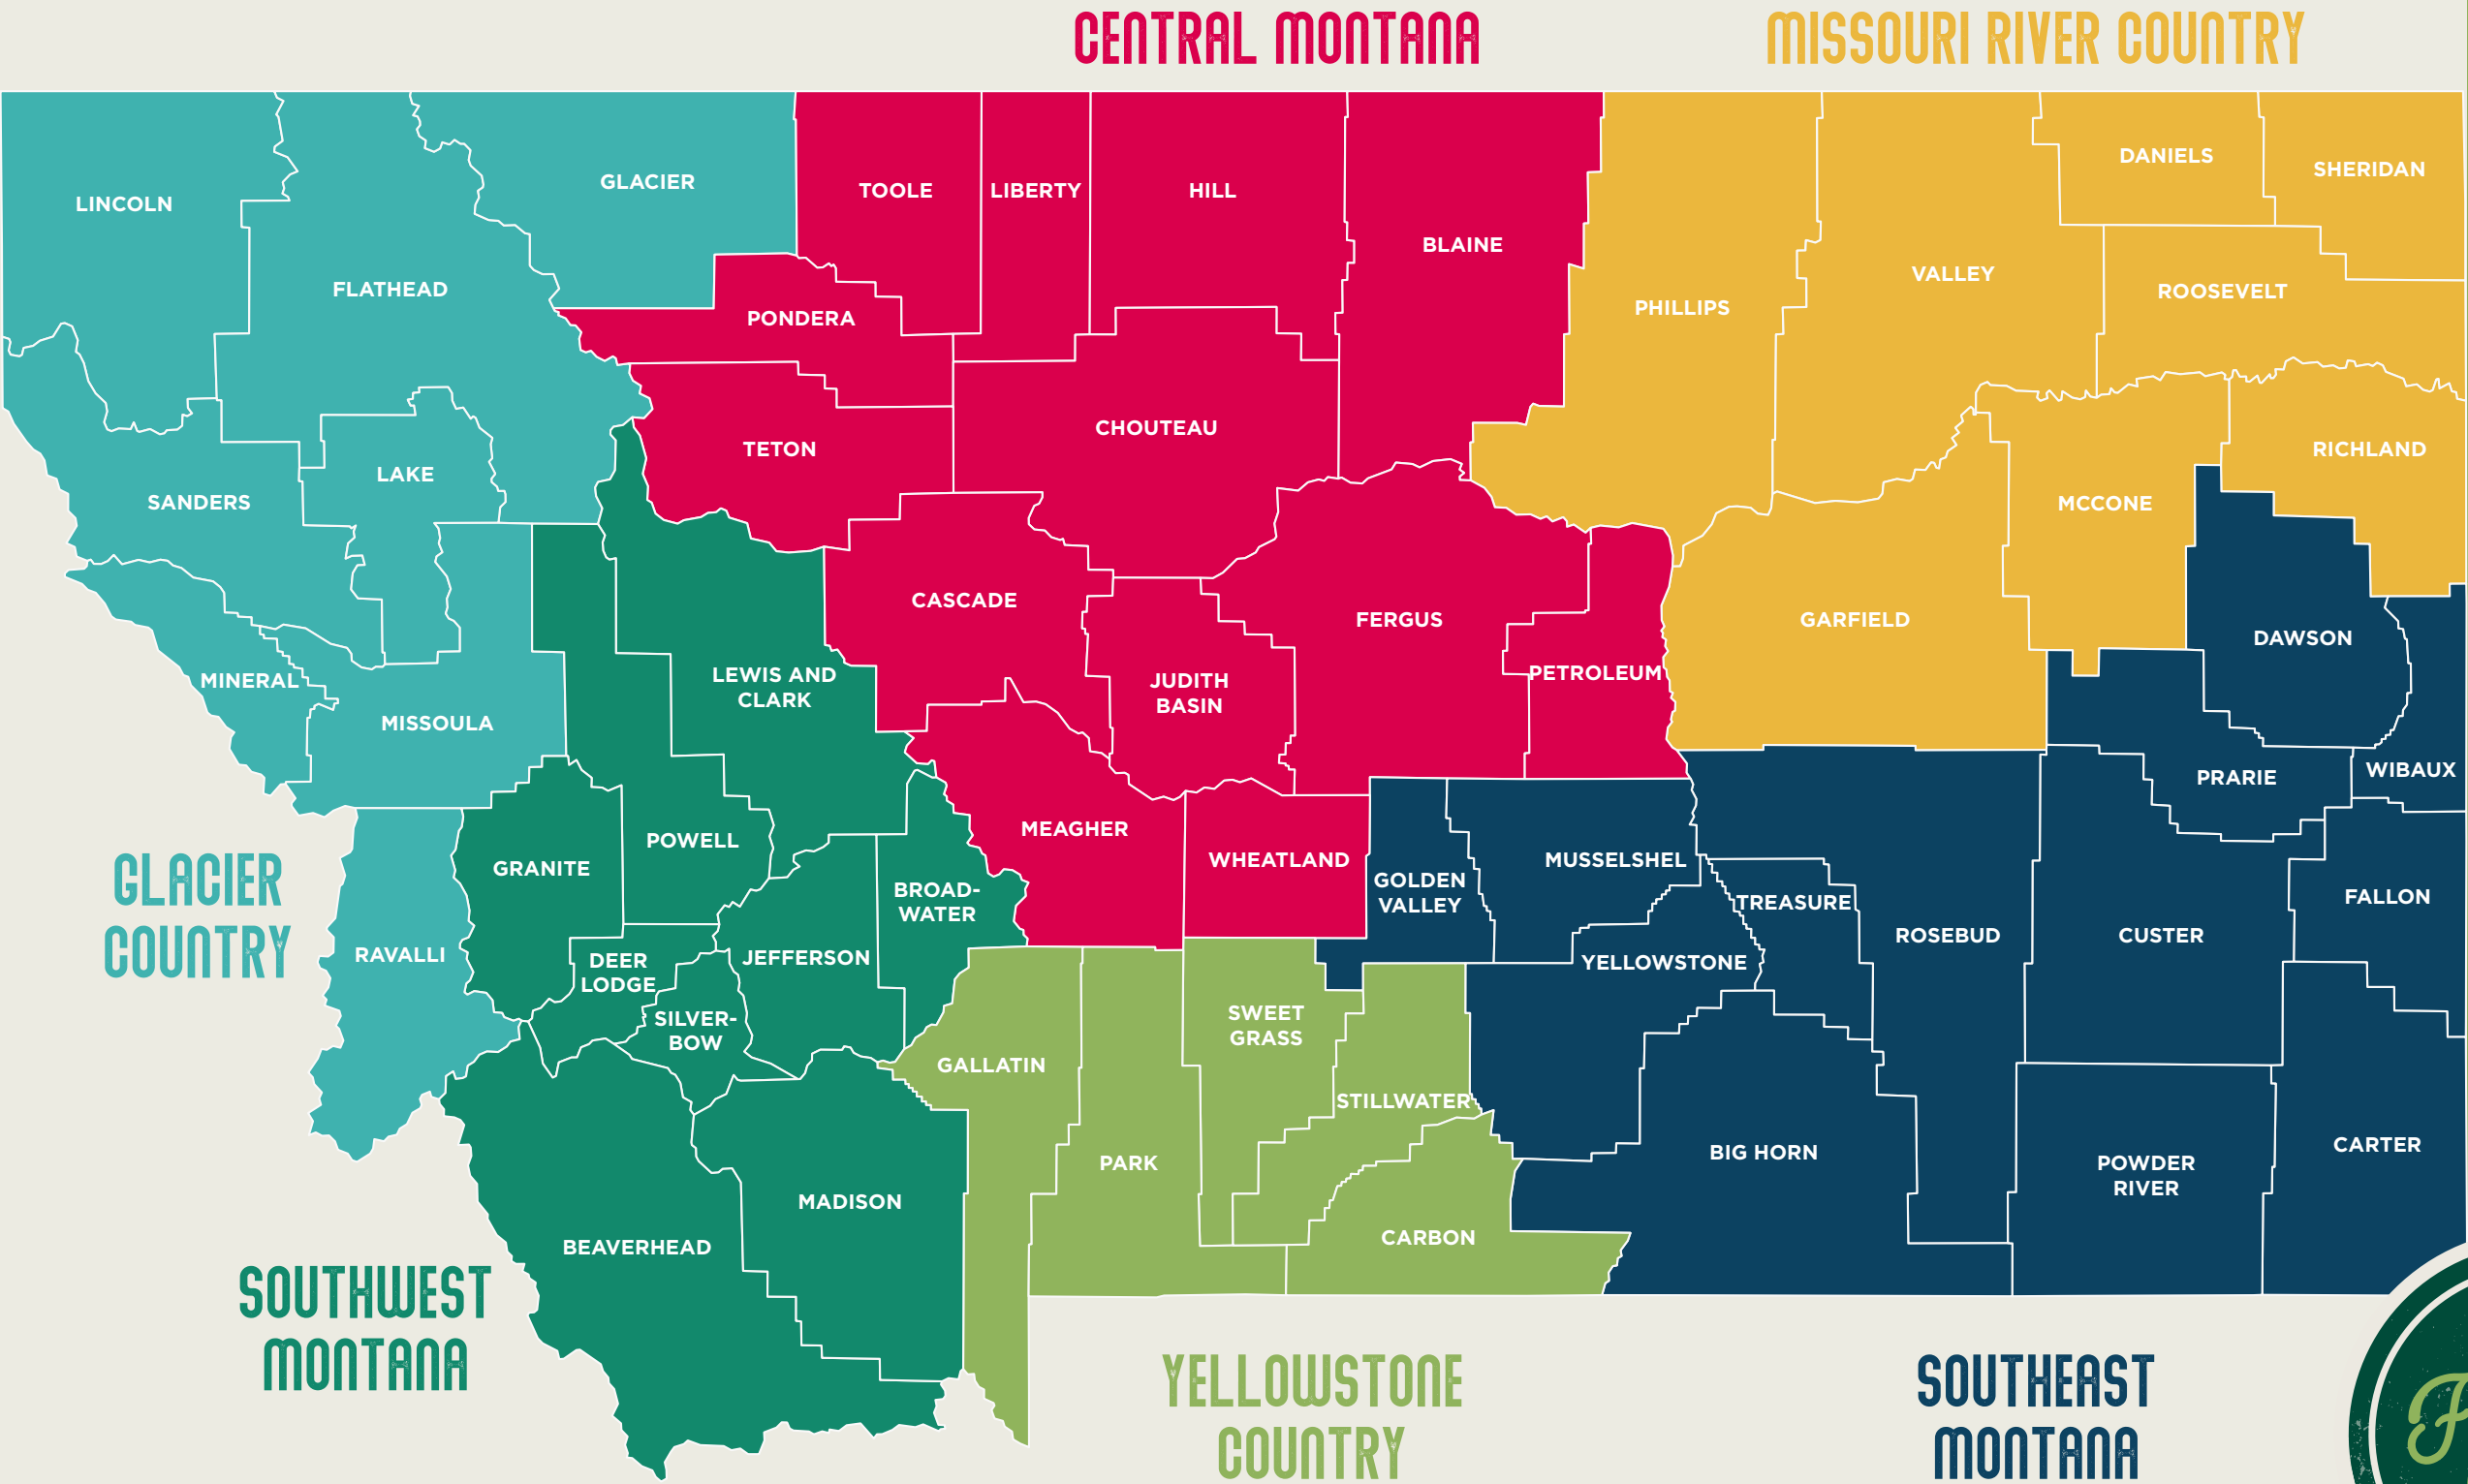 CENTRAL MONTANA
MISSOURI RIVER COUNTRY
LINCOLN
FLATHEAD
GLACIER
TOOLE
LIBERTY
HILL
BLAINE
PHILLIPS
VALLEY
DANIELS
SHERIDAN
ROOSEVELT
PONDERA
TETON
CHOUTEAU
RICHLAND
MCCONE
LAKE
SANDERS
MINERAL
MISSOULA
LEWIS AND
CLARK
CASCADE
JUDITH
BASIN
FERGUS
PETROLEUM
GARFIELD
DAWSON
PRARIE
WIBAUX
GLACIER
COUNTRY
RAVALLI
GRANITE
POWELL
DEER
LODGE
SILVER-
BOW
JEFFERSON
BROAD-
WATER
MEAGHER
WHEATLAND
GOLDEN
VALLEY
MUSSELSHEL
TREASURE
YELLOWSTONE
ROSEBUD
CUSTER
FALLON
GALLATIN
PARK
SWEET
GRASS
STILLWATER
CARBON
BIG HORN
POWDER
RIVER
CARTER
MADISON
BEAVERHEAD
SOUTHWEST
MONTANA
YELLOWSTONE
COUNTRY
SOUTHEAST
MONTANA